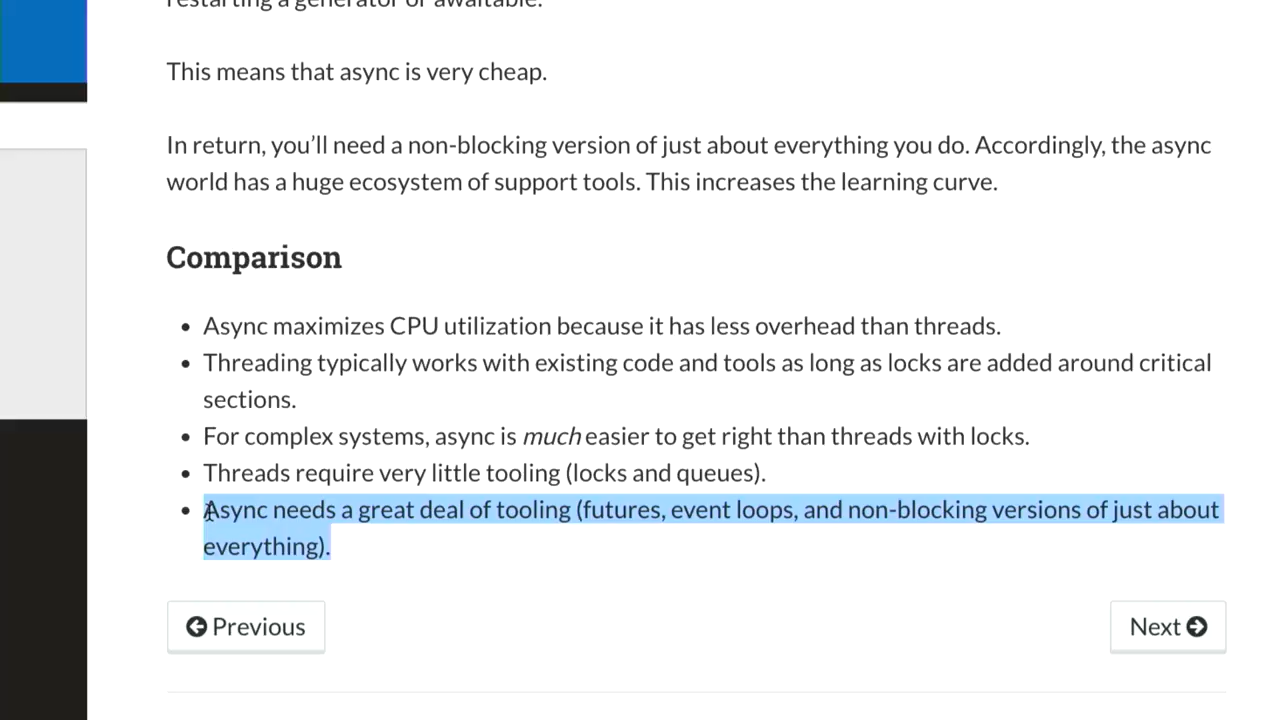 restarting a generator or awaitable.
This means that async is very cheap.
In return, you’ll need a non-blocking version of just about everything you do. Accordingly, the async
world has a huge ecosystem of support tools. This increases the learning curve.
Comparison
• Async maximizes CPU utilization because it has less overhead than threads.
• Threading typically works with existing code and tools as long as locks are added around critical
sections.
• For complex systems, async is much easier to get right than threads with locks.
• Threads require very little tooling (locks and queues).
• Async needs a great deal of tooling (futures, event loops, and non-blocking versions of just about
everything).
Previous
Next